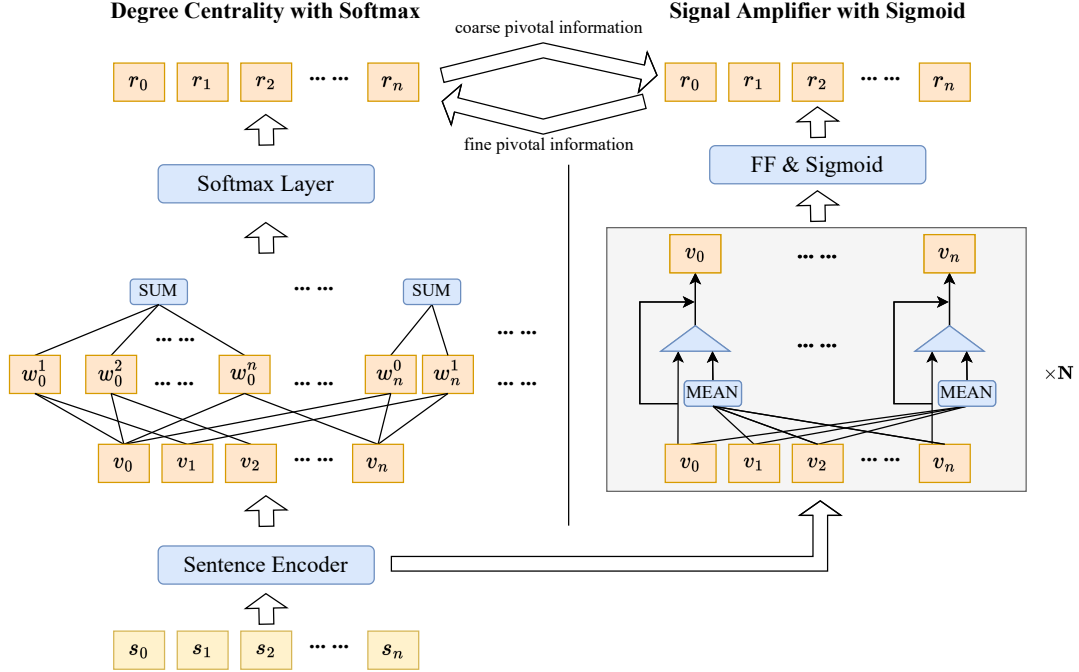 Degree Centrality with Softmax
Signal Amplifier with Sigmoid
coarse pivotal information
r₀ r₁ r₂ ... ... rₙ
r₀ r₁ r₂ ... ... rₙ
fine pivotal information
Softmax Layer
FF & Sigmoid
v₀ ... ... vₙ
SUM ... ... SUM
... ... ... ...
... ...
w₀¹ w₀² ... ... w₀ⁿ ... ... wₙ⁰ wₙ¹ ... ...
MEAN MEAN
×N
v₀ v₁ v₂ ... ... vₙ
v₀ v₁ v₂ ... ... vₙ
Sentence Encoder
s₀ s₁ s₂ ... ... sₙ